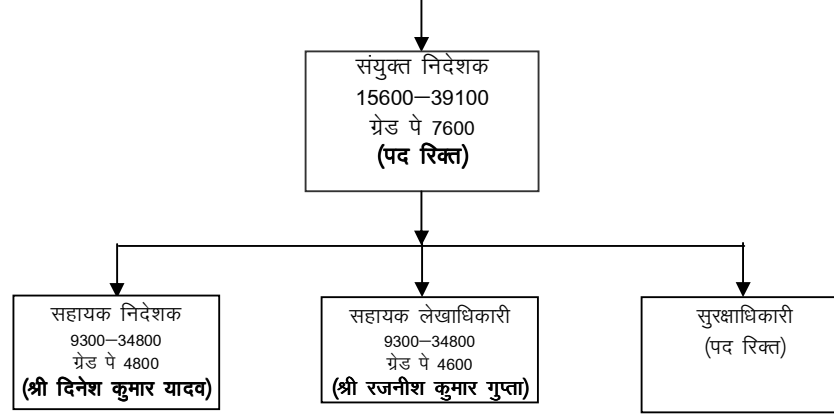 संयुक्त निदेशक
15600–39100
ग्रेड पे 7600
(पद रिक्त)
सहायक निदेशक
9300–34800
ग्रेड पे 4800
(श्री दिनेश कुमार यादव)
सहायक लेखाधिकारी
9300–34800
ग्रेड पे 4600
(श्री रजनीश कुमार गुप्ता)
सुरक्षाधिकारी
(पद रिक्त)